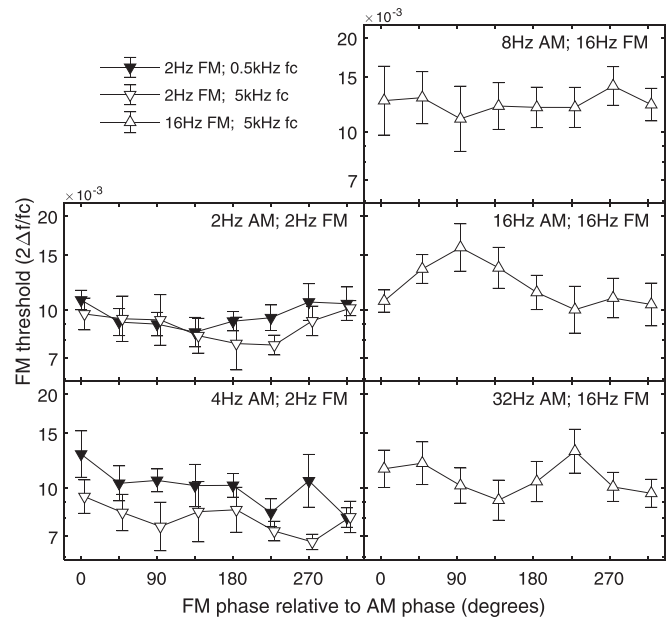 ×10⁻³
20
15
10
7
8Hz AM; 16Hz FM
2Hz FM; 0.5kHz fc
2Hz FM; 5kHz fc
16Hz FM; 5kHz fc
×10⁻³
20
15
10
7
2Hz AM; 2Hz FM
16Hz AM; 16Hz FM
FM threshold (2Δf/fc)
20
15
10
7
4Hz AM; 2Hz FM
32Hz AM; 16Hz FM
0 90 180 270 0 90 180 270
FM phase relative to AM phase (degrees)